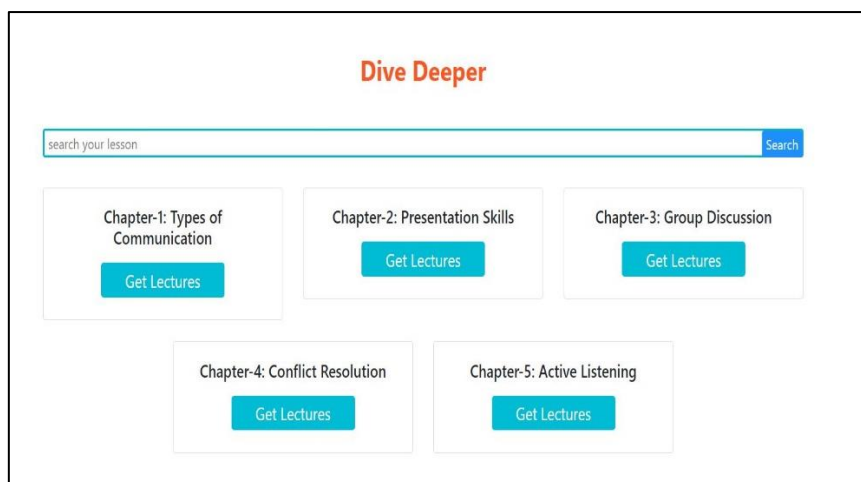 Dive Deeper
search your lesson
Search
Chapter-1: Types of
Communication
Get Lectures
Chapter-2: Presentation Skills
Get Lectures
Chapter-3: Group Discussion
Get Lectures
Chapter-4: Conflict Resolution
Get Lectures
Chapter-5: Active Listening
Get Lectures